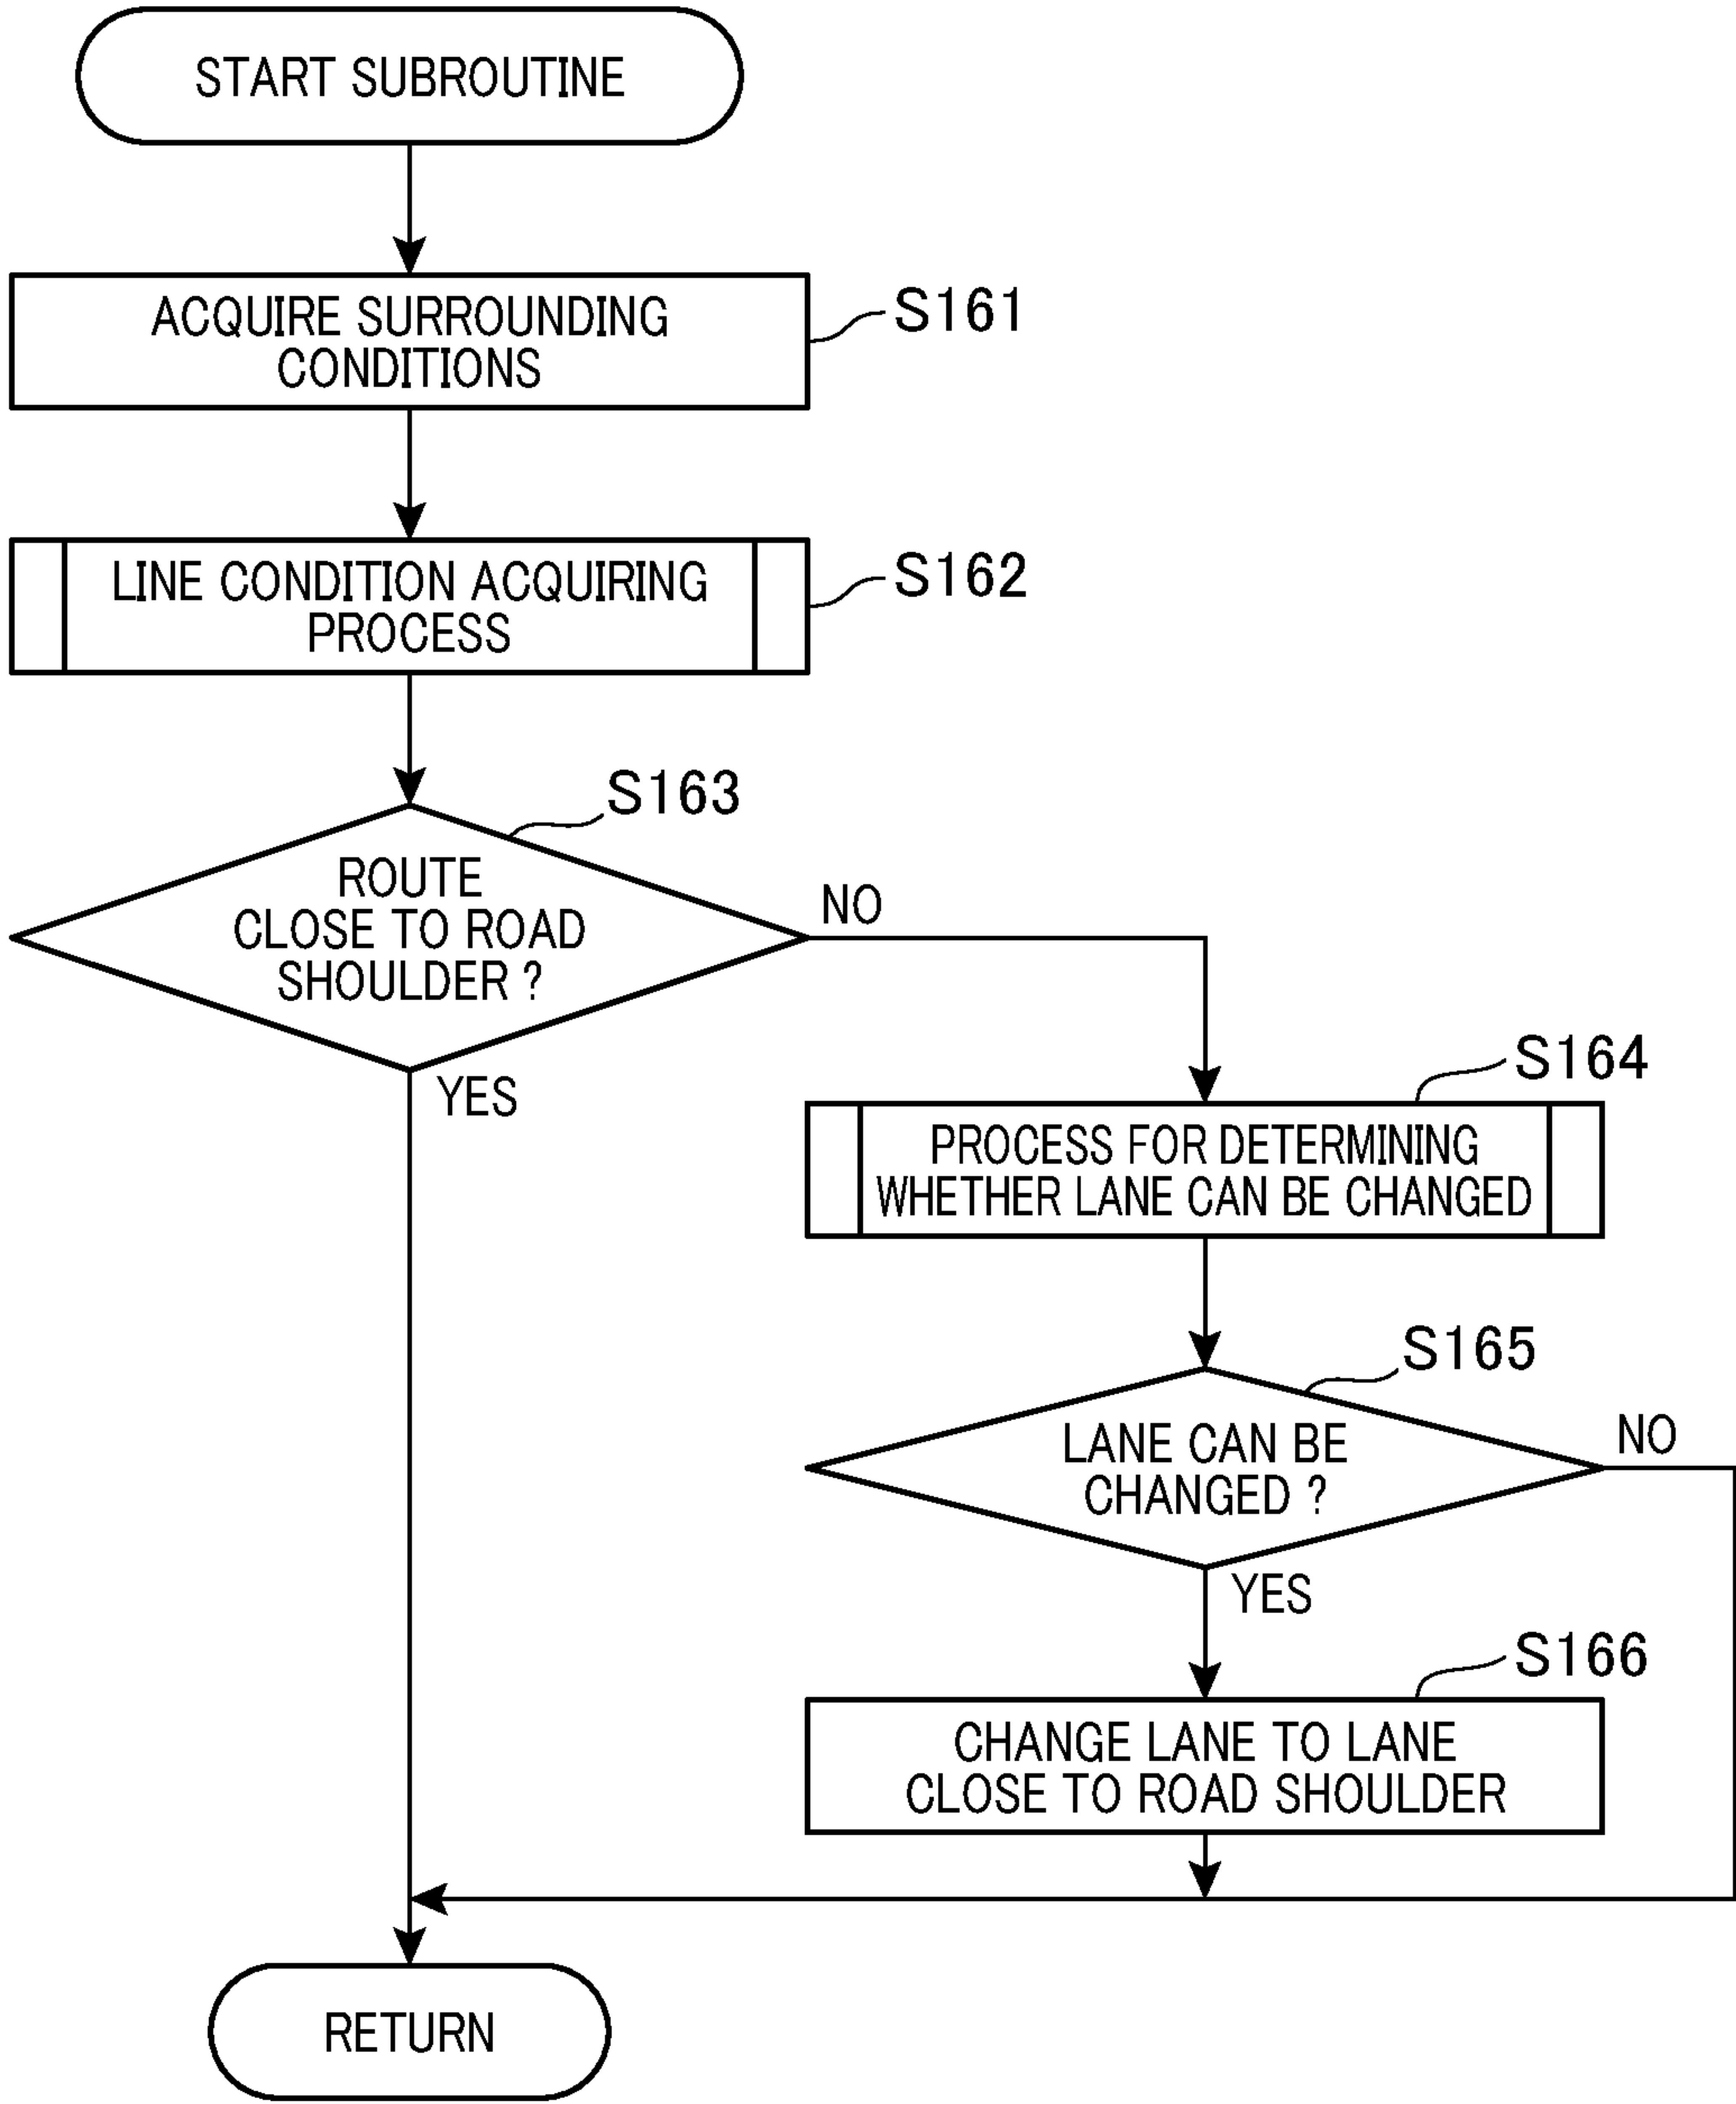 START SUBROUTINE
ACQUIRE SURROUNDING
CONDITIONS
S161
LINE CONDITION ACQUIRING
PROCESS
S162
S163
ROUTE
CLOSE TO ROAD
SHOULDER ?
NO
YES
S164
PROCESS FOR DETERMINING
WHETHER LANE CAN BE CHANGED
S165
LANE CAN BE
CHANGED ?
NO
YES
S166
CHANGE LANE TO LANE
CLOSE TO ROAD SHOULDER
RETURN